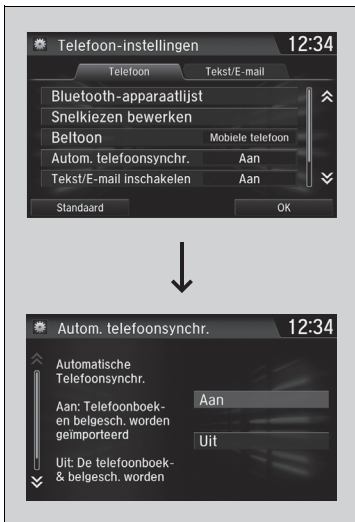 Telefoon-instellingen 12:34
Telefoon Tekst/E-mail
Bluetooth-apparaatlijst
Snelkiezen bewerken
Beltoon Mobiele telefoon
Autom. telefoonsynchr. Aan
Tekst/E-mail inschakelen Aan
Standaard OK
Autom. telefoonsynchr. 12:34
Automatische
Telefoonsynchr.
Aan: Telefoonboek-
en belgesch. worden
geïmporteerd
Uit: De telefoonboek-
& belgesch. worden
Aan
Uit